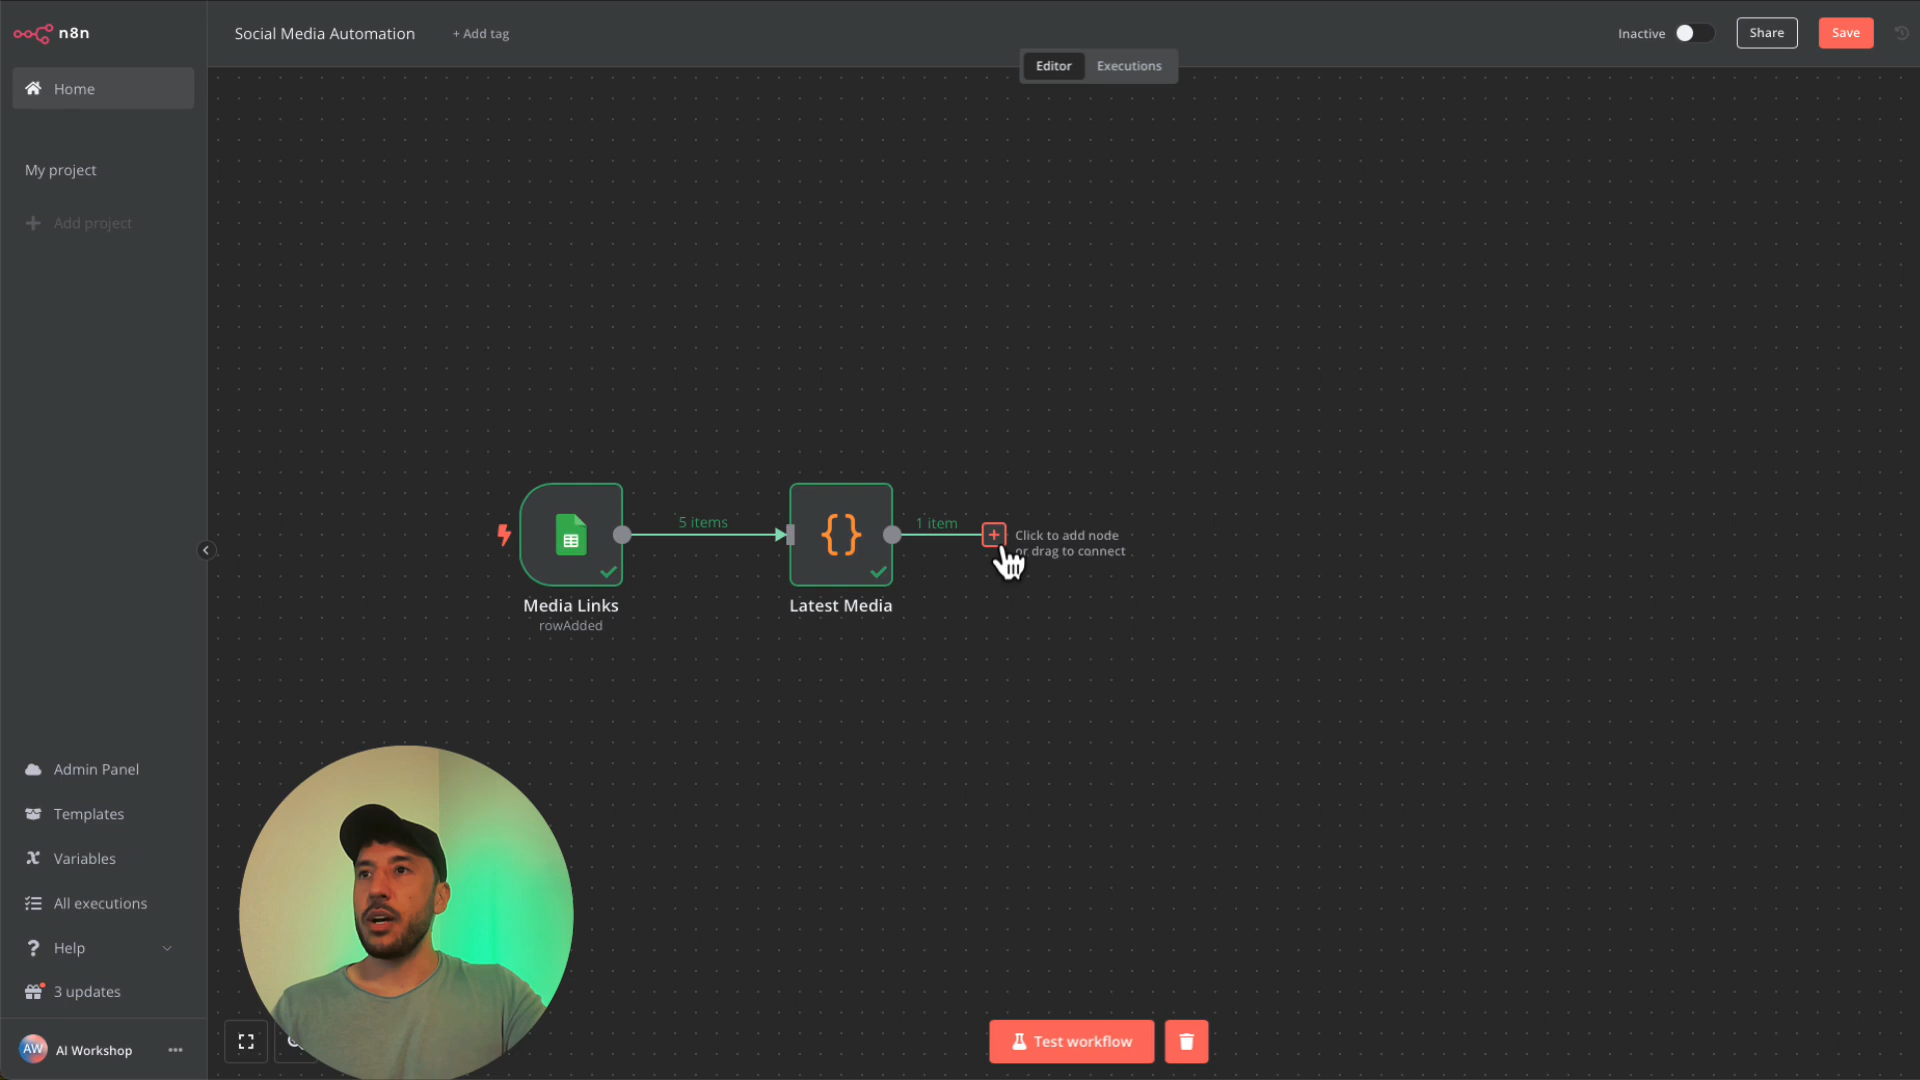 n8n
Social Media Automation
+ Add tag
Inactive
Share
Save
Editor
Executions
Home
My project
Add project
5 items
1 item
Click to add node
or drag to connect
Media Links
rowAdded
Latest Media
Admin Panel
Templates
Variables
All executions
Help
3 updates
AW
AI Workshop
Test workflow